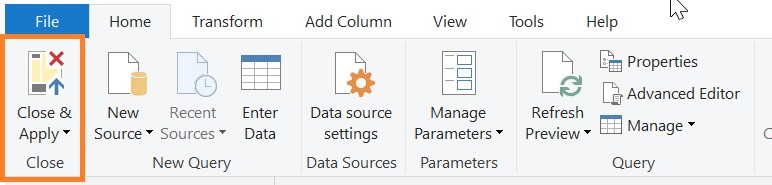 File Home Transform Add Column View Tools Help
Close &
Apply
New
Source
Recent
Sources
Enter
Data
Data source
settings
Manage
Parameters
Refresh
Preview
Properties
Advanced Editor
Manage
Close New Query Data Sources Parameters Query